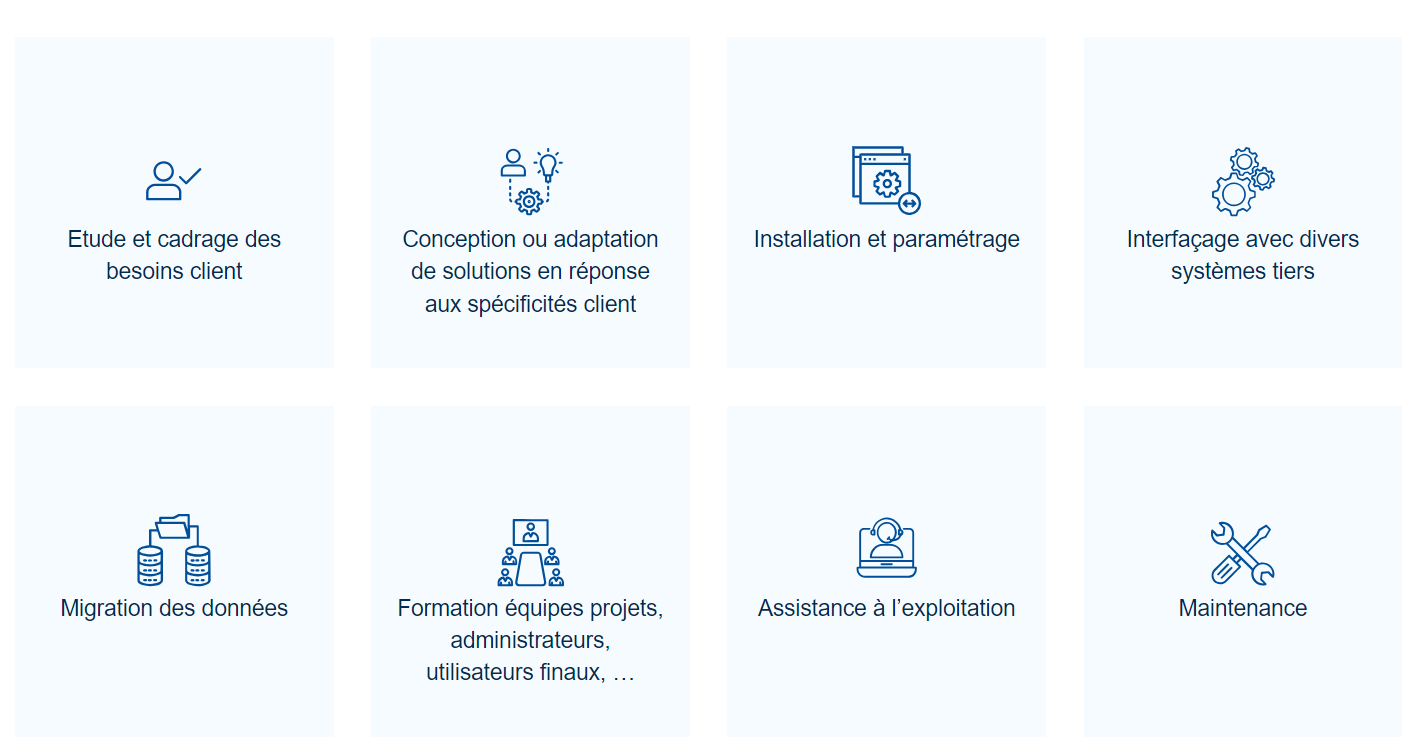 Etude et cadrage des
besoins client
Conception ou adaptation
de solutions en réponse
aux spécificités client
Installation et paramétrage
Interfaçage avec divers
systèmes tiers
Migration des données
Formation équipes projets,
administrateurs,
utilisateurs finaux, …
Assistance à l’exploitation
Maintenance